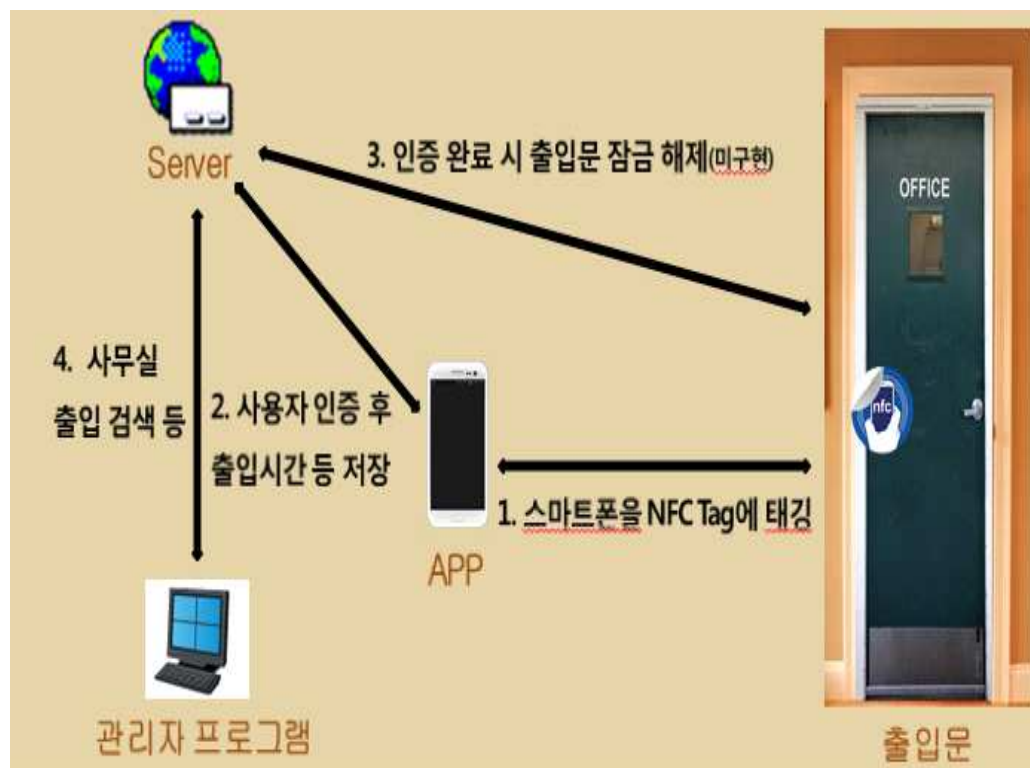 Server
3. 인증 완료 시 출입문 잠금 해제(미구현)
OFFICE
4. 사무실
출입 검색 등
2. 사용자 인증 후
출입시간 등 저장
nfc
1. 스마트폰을 NFC Tag에 태깅
APP
관리자 프로그램
출입문